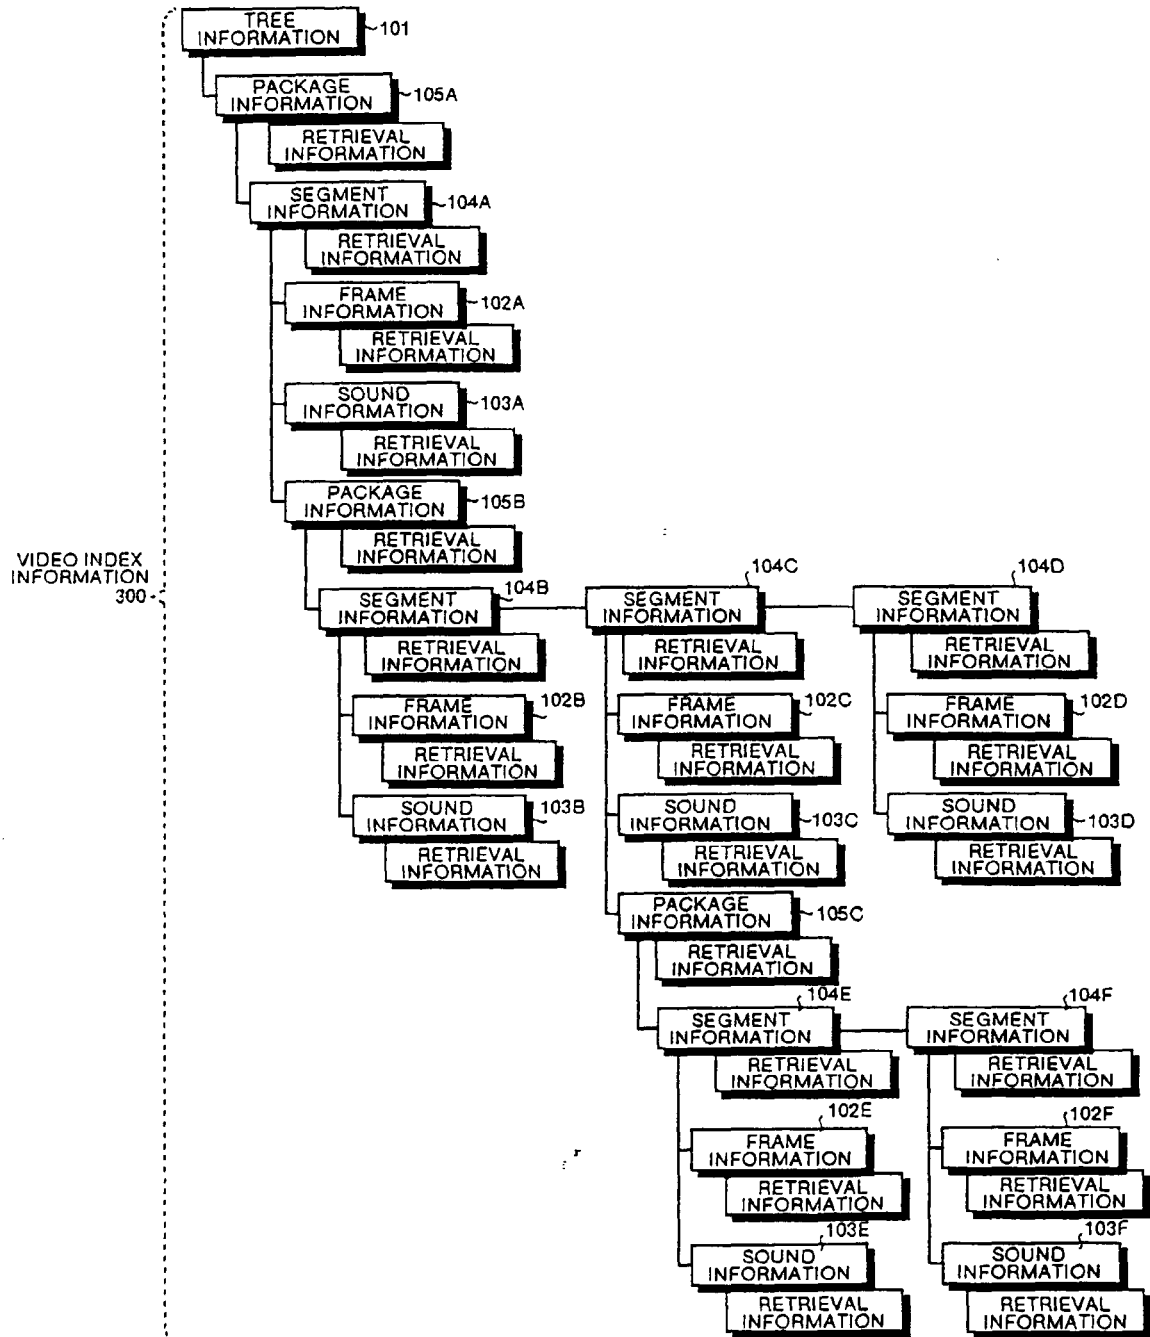 TREE
INFORMATION
101
PACKAGE
INFORMATION
105A
RETRIEVAL
INFORMATION
SEGMENT
INFORMATION
104A
RETRIEVAL
INFORMATION
FRAME
INFORMATION
102A
RETRIEVAL
INFORMATION
SOUND
INFORMATION
103A
RETRIEVAL
INFORMATION
PACKAGE
INFORMATION
105B
RETRIEVAL
INFORMATION
VIDEO INDEX
INFORMATION
300
104B
SEGMENT
INFORMATION
RETRIEVAL
INFORMATION
FRAME
INFORMATION
102B
RETRIEVAL
INFORMATION
SOUND
INFORMATION
103B
RETRIEVAL
INFORMATION
104C
SEGMENT
INFORMATION
RETRIEVAL
INFORMATION
FRAME
INFORMATION
102C
RETRIEVAL
INFORMATION
SOUND
INFORMATION
103C
RETRIEVAL
INFORMATION
PACKAGE
INFORMATION
105C
RETRIEVAL
INFORMATION
104D
SEGMENT
INFORMATION
RETRIEVAL
INFORMATION
FRAME
INFORMATION
102D
RETRIEVAL
INFORMATION
SOUND
INFORMATION
103D
RETRIEVAL
INFORMATION
104E
SEGMENT
INFORMATION
RETRIEVAL
INFORMATION
102E
FRAME
INFORMATION
RETRIEVAL
INFORMATION
103E
SOUND
INFORMATION
RETRIEVAL
INFORMATION
104F
SEGMENT
INFORMATION
RETRIEVAL
INFORMATION
102F
FRAME
INFORMATION
RETRIEVAL
INFORMATION
103F
SOUND
INFORMATION
RETRIEVAL
INFORMATION